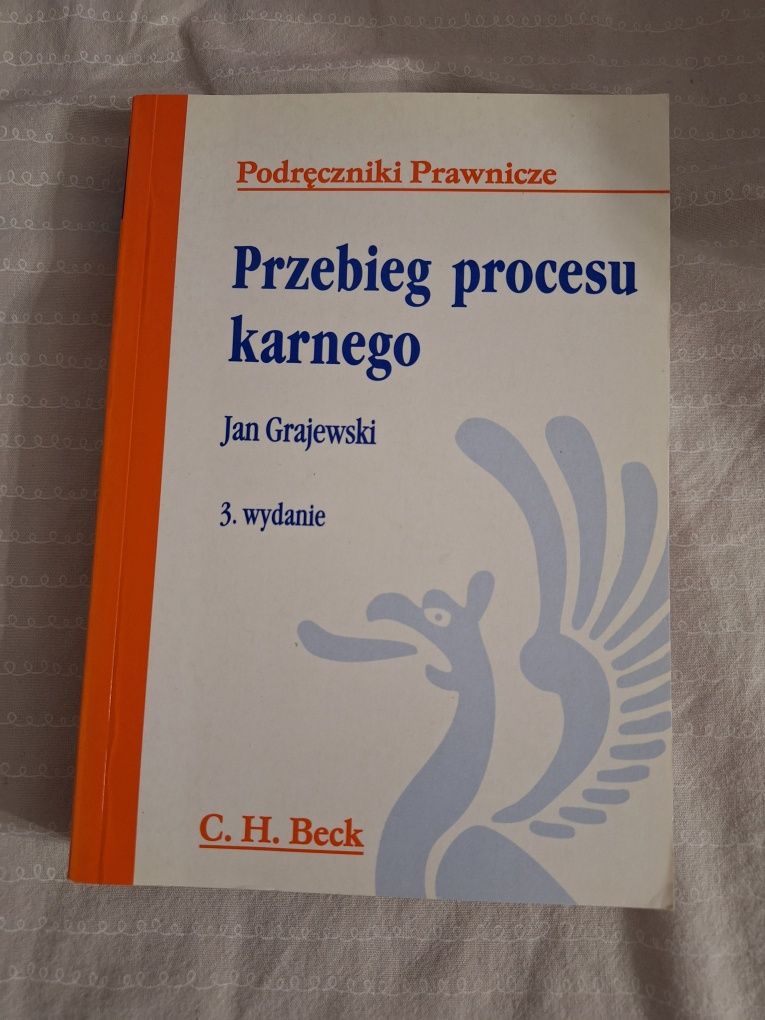 Podręczniki Prawnicze
Przebieg procesu
karnego
Jan Grajewski
3. wydanie
C. H. Beck